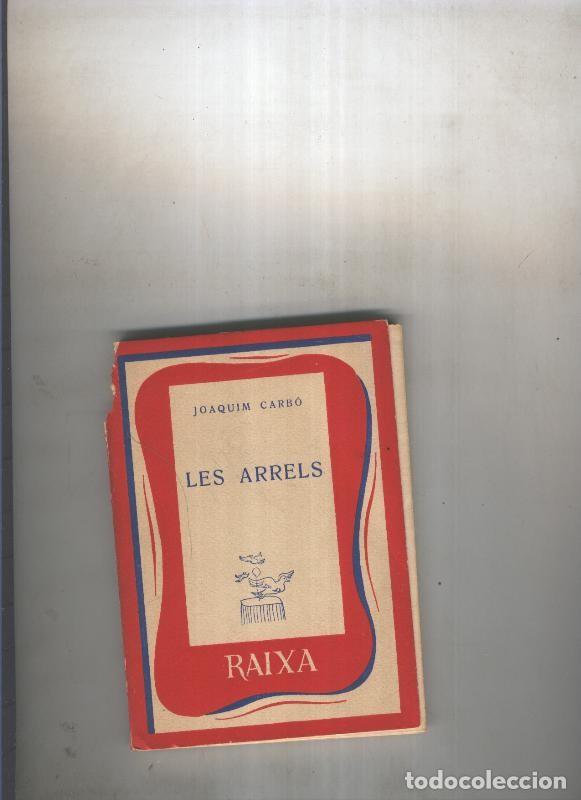 JOAQUIM CARBÓ
LES ARRELS
RAIXA
todocoleccion